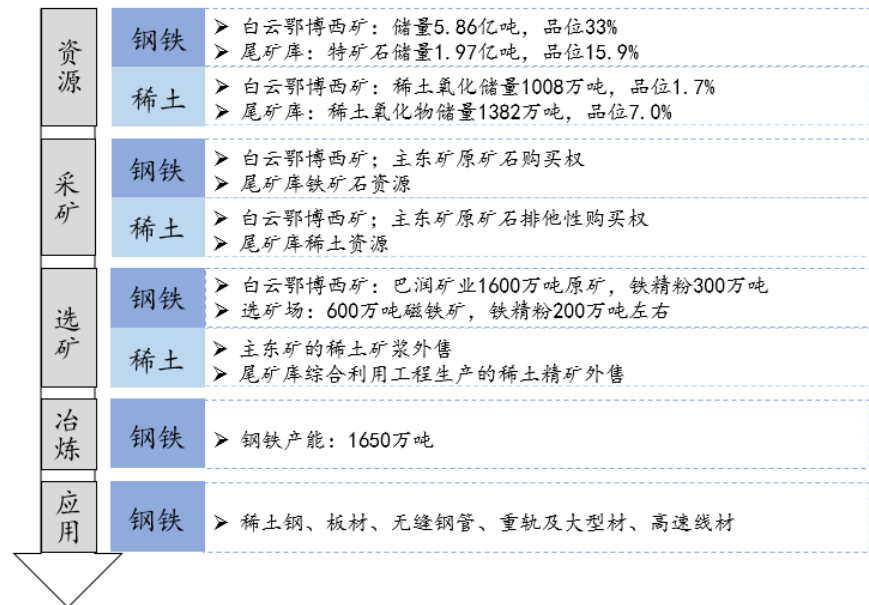 资源
钢铁
➢ 白云鄂博西矿：储量5.86亿吨，品位33%
➢ 尾矿库：特矿石储量1.97亿吨，品位15.9%
稀土
➢ 白云鄂博西矿：稀土氧化储量1008万吨，品位1.7%
➢ 尾矿库：稀土氧化物储量1382万吨，品位7.0%
采矿
钢铁
➢ 白云鄂博西矿；主东矿原矿石购买权
➢ 尾矿库铁矿石资源
稀土
➢ 白云鄂博西矿；主东矿原矿石排他性购买权
➢ 尾矿库稀土资源
选矿
钢铁
➢ 白云鄂博西矿：巴润矿业1600万吨原矿，铁精粉300万吨
➢ 选矿场：600万吨磁铁矿，铁精粉200万吨左右
稀土
➢ 主东矿的稀土矿浆外售
➢ 尾矿库综合利用工程生产的稀土精矿外售
冶炼
钢铁
➢ 钢铁产能：1650万吨
应用
钢铁
➢ 稀土钢、板材、无缝钢管、重轨及大型材、高速线材